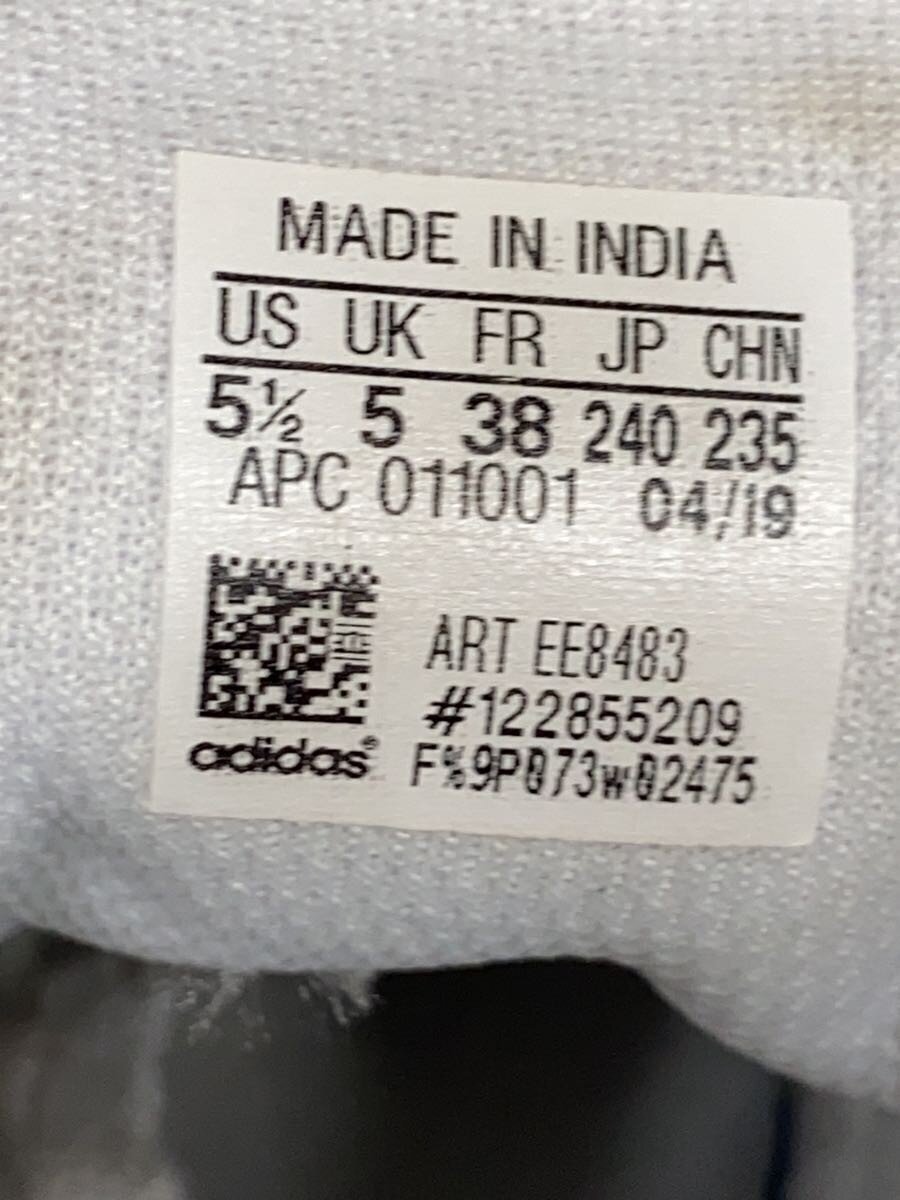 MADE IN INDIA
US UK FR JP CHN
5½ 5 38 240 235
APC 011001 04/19
ART EE8483
#122855209
adidas®
F%9P073w02475